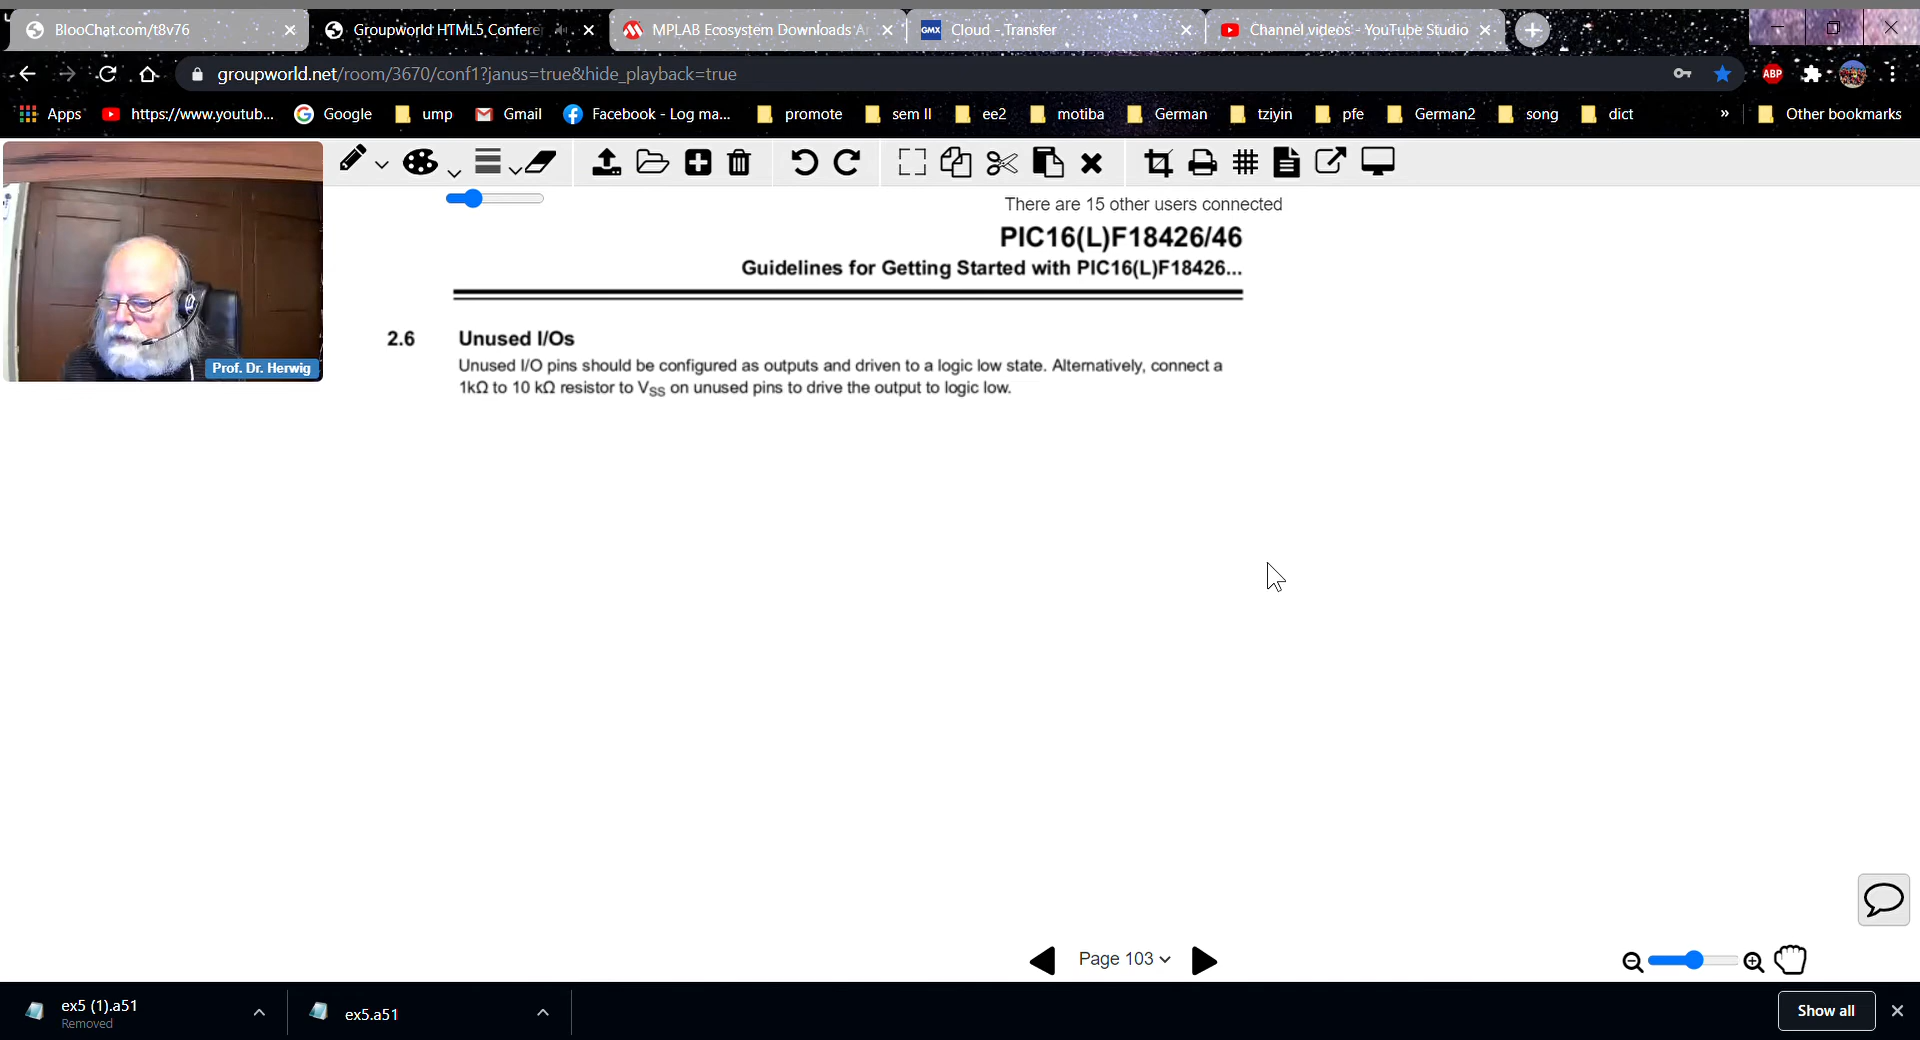 BlooChat.com/t8v76
Groupworld HTML5 Confere
MPLAB Ecosystem Downloads A
GMX
Cloud - Transfer
Channel videos - YouTube Studio
groupworld.net/room/3670/conf1?janus=true&hide_playback=true
ABP
Apps
https://www.youtub...
Google
ump
Gmail
Facebook - Log ma...
promote
sem II
ee2
motiba
German
tziyin
pfe
German2
song
dict
»
Other bookmarks
Prof. Dr. Herwig
There are 15 other users connected
PIC16(L)F18426/46
Guidelines for Getting Started with PIC16(L)F18426...
2.6 Unused I/Os
Unused I/O pins should be configured as outputs and driven to a logic low state. Alternatively, connect a
1kΩ to 10 kΩ resistor to VSS on unused pins to drive the output to logic low.
Page 103
ex5 (1).a51
Removed
ex5.a51
Show all